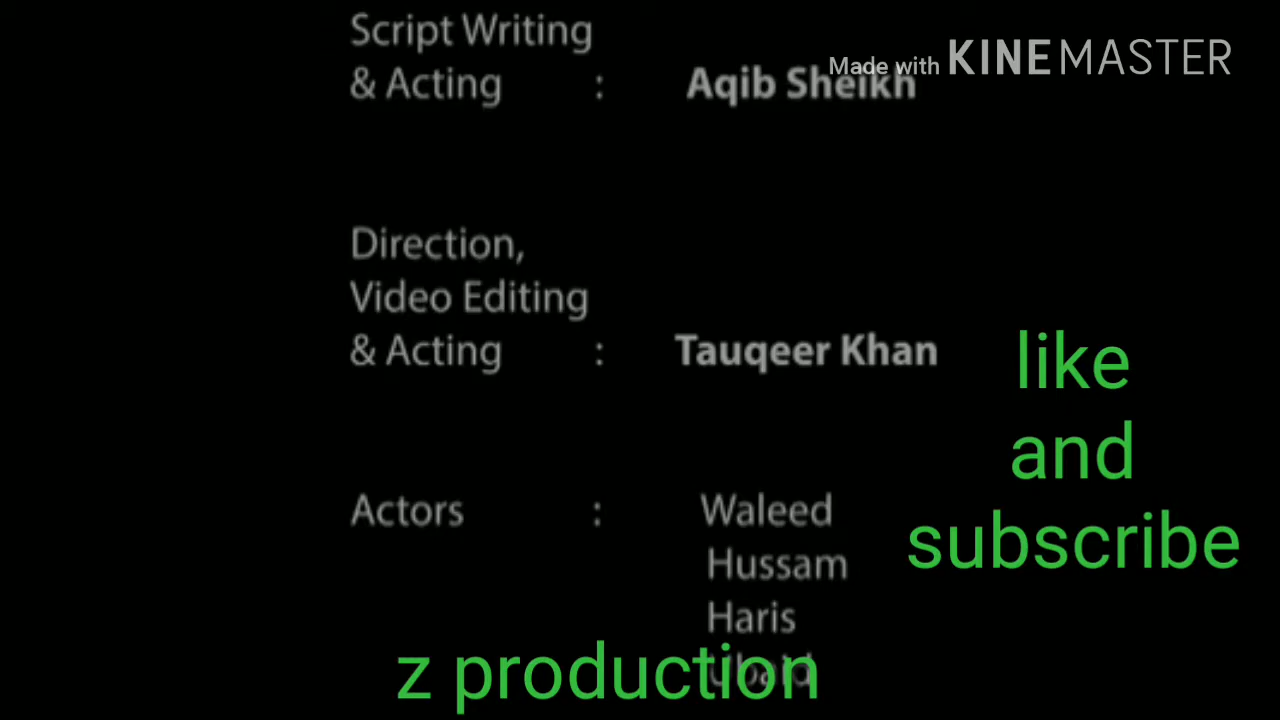 Script Writing
& Acting : Aqib Sheikh
Made with KINEMASTER
Direction,
Video Editing
& Acting : Tauqeer Khan
like
and
subscribe
Actors : Waleed
Hussam
Haris
Ubaid
z production